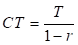 CT = T / (1 − r)